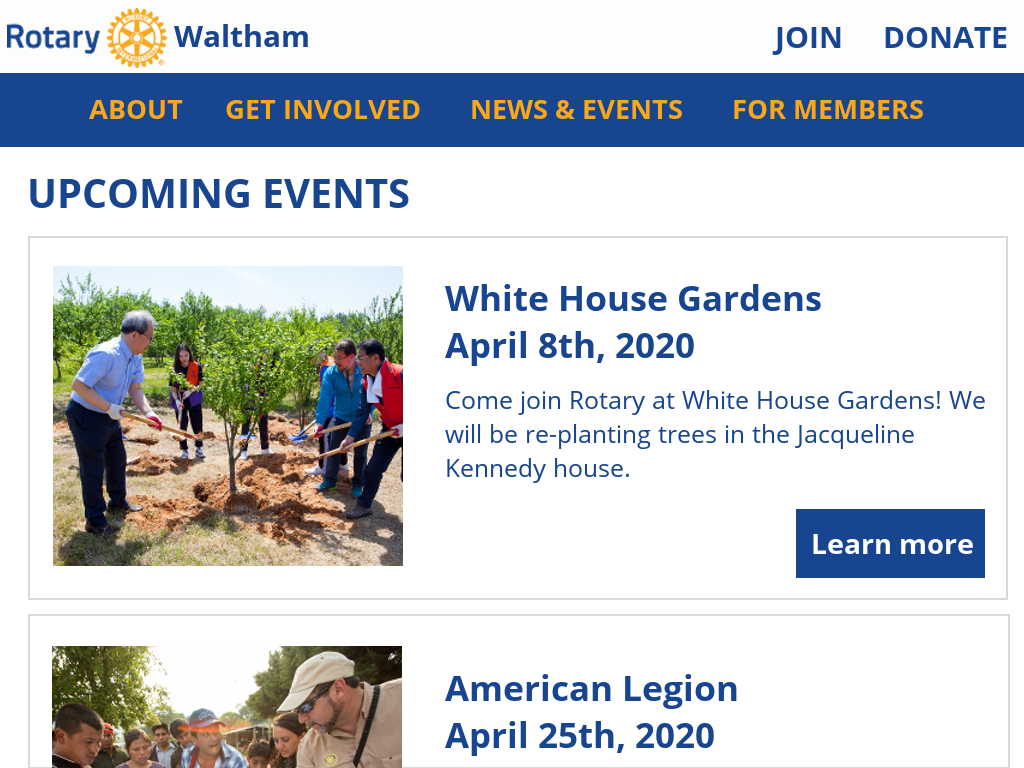 Rotary Waltham JOIN DONATE
ABOUT GET INVOLVED NEWS & EVENTS FOR MEMBERS
UPCOMING EVENTS
White House Gardens
April 8th, 2020
Come join Rotary at White House Gardens! We
will be re-planting trees in the Jacqueline
Kennedy house.
Learn more
American Legion
April 25th, 2020